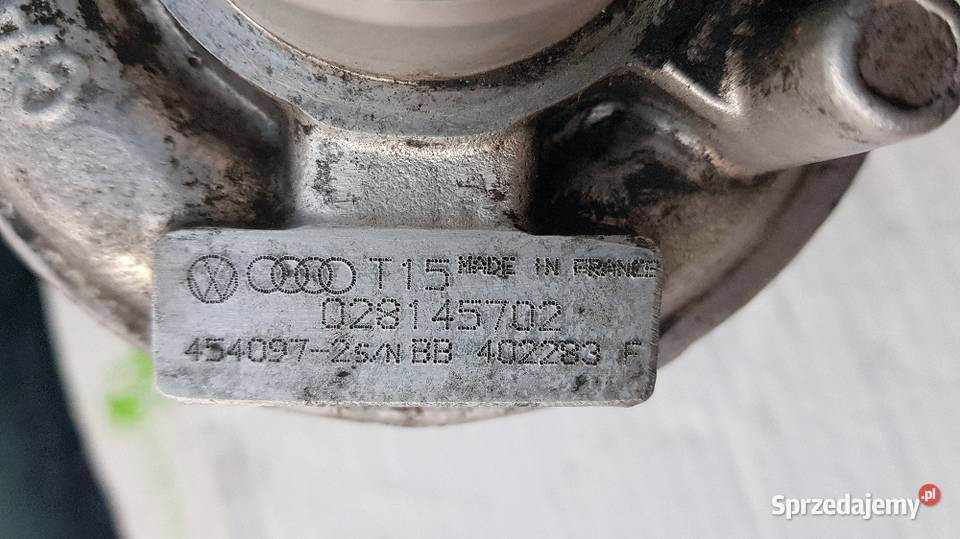 T15 MADE IN FRANCE
028145702
454097-2 S/N BB 402283 F
Sprzedajemy.pl